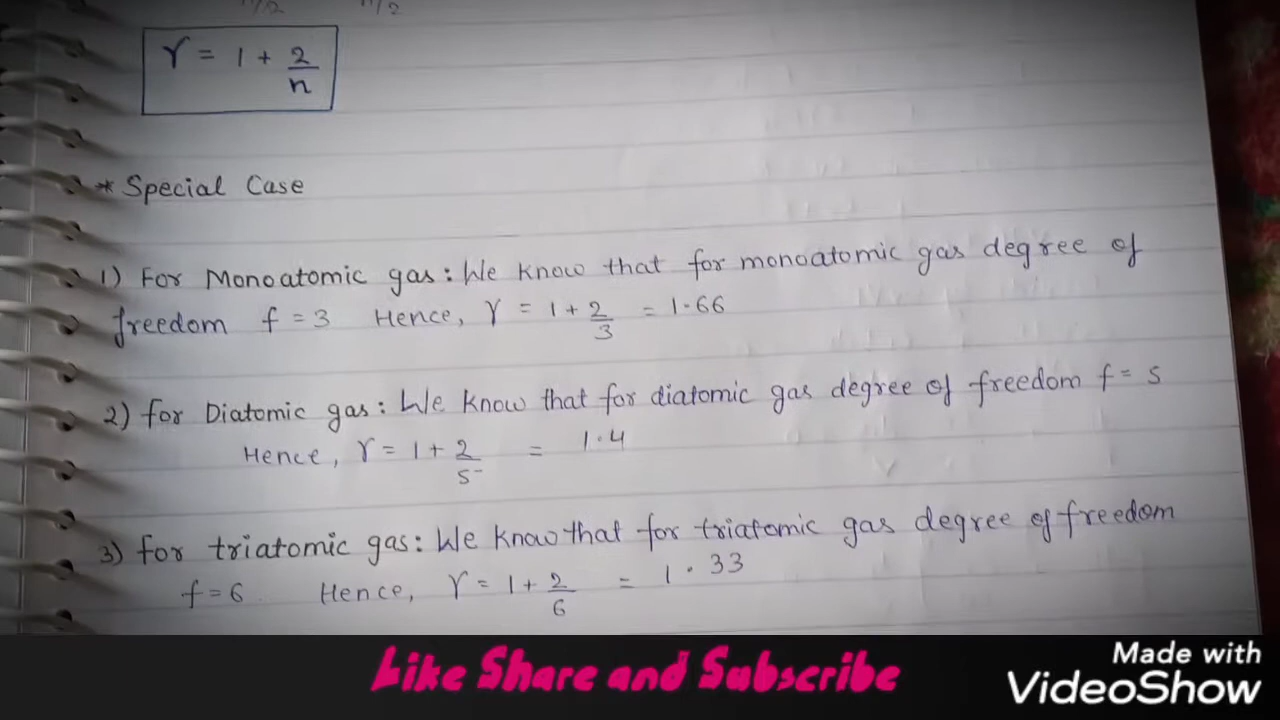 γ = 1 + 2/n
* Special Case
1) For Monoatomic gas: We know that for monoatomic gas degree of
freedom f = 3 Hence, γ = 1 + 2/3 = 1.66
2) for Diatomic gas: We know that for diatomic gas degree of freedom f = 5
Hence, γ = 1 + 2/5 = 1.4
3) for triatomic gas: We know that for triatomic gas degree of freedom
f = 6 Hence, γ = 1 + 2/6 = 1.33
Like Share and Subscribe
Made with
VideoShow